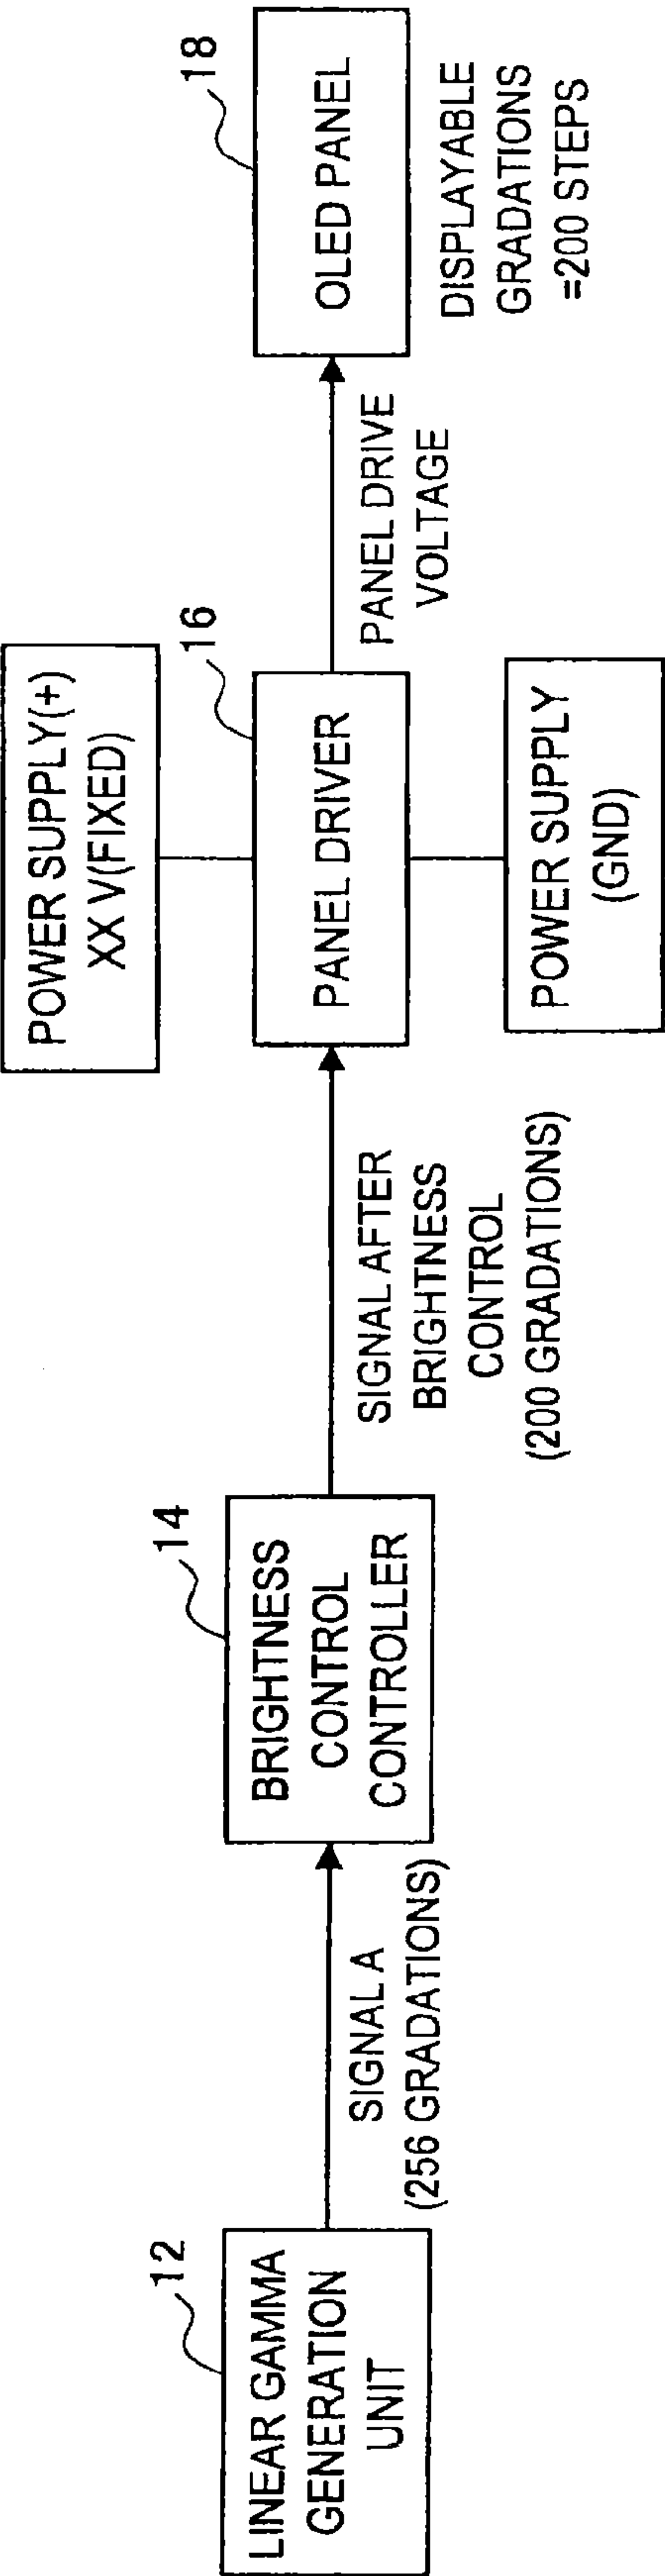 12
LINEAR GAMMA
GENERATION
UNIT
SIGNAL A
(256 GRADATIONS)
14
BRIGHTNESS
CONTROL
CONTROLLER
SIGNAL AFTER
BRIGHTNESS
CONTROL
(200 GRADATIONS)
POWER SUPPLY(+)
XX V(FIXED)
16
PANEL DRIVER
POWER SUPPLY
(GND)
PANEL DRIVE
VOLTAGE
18
OLED PANEL
DISPLAYABLE
GRADATIONS
=200 STEPS